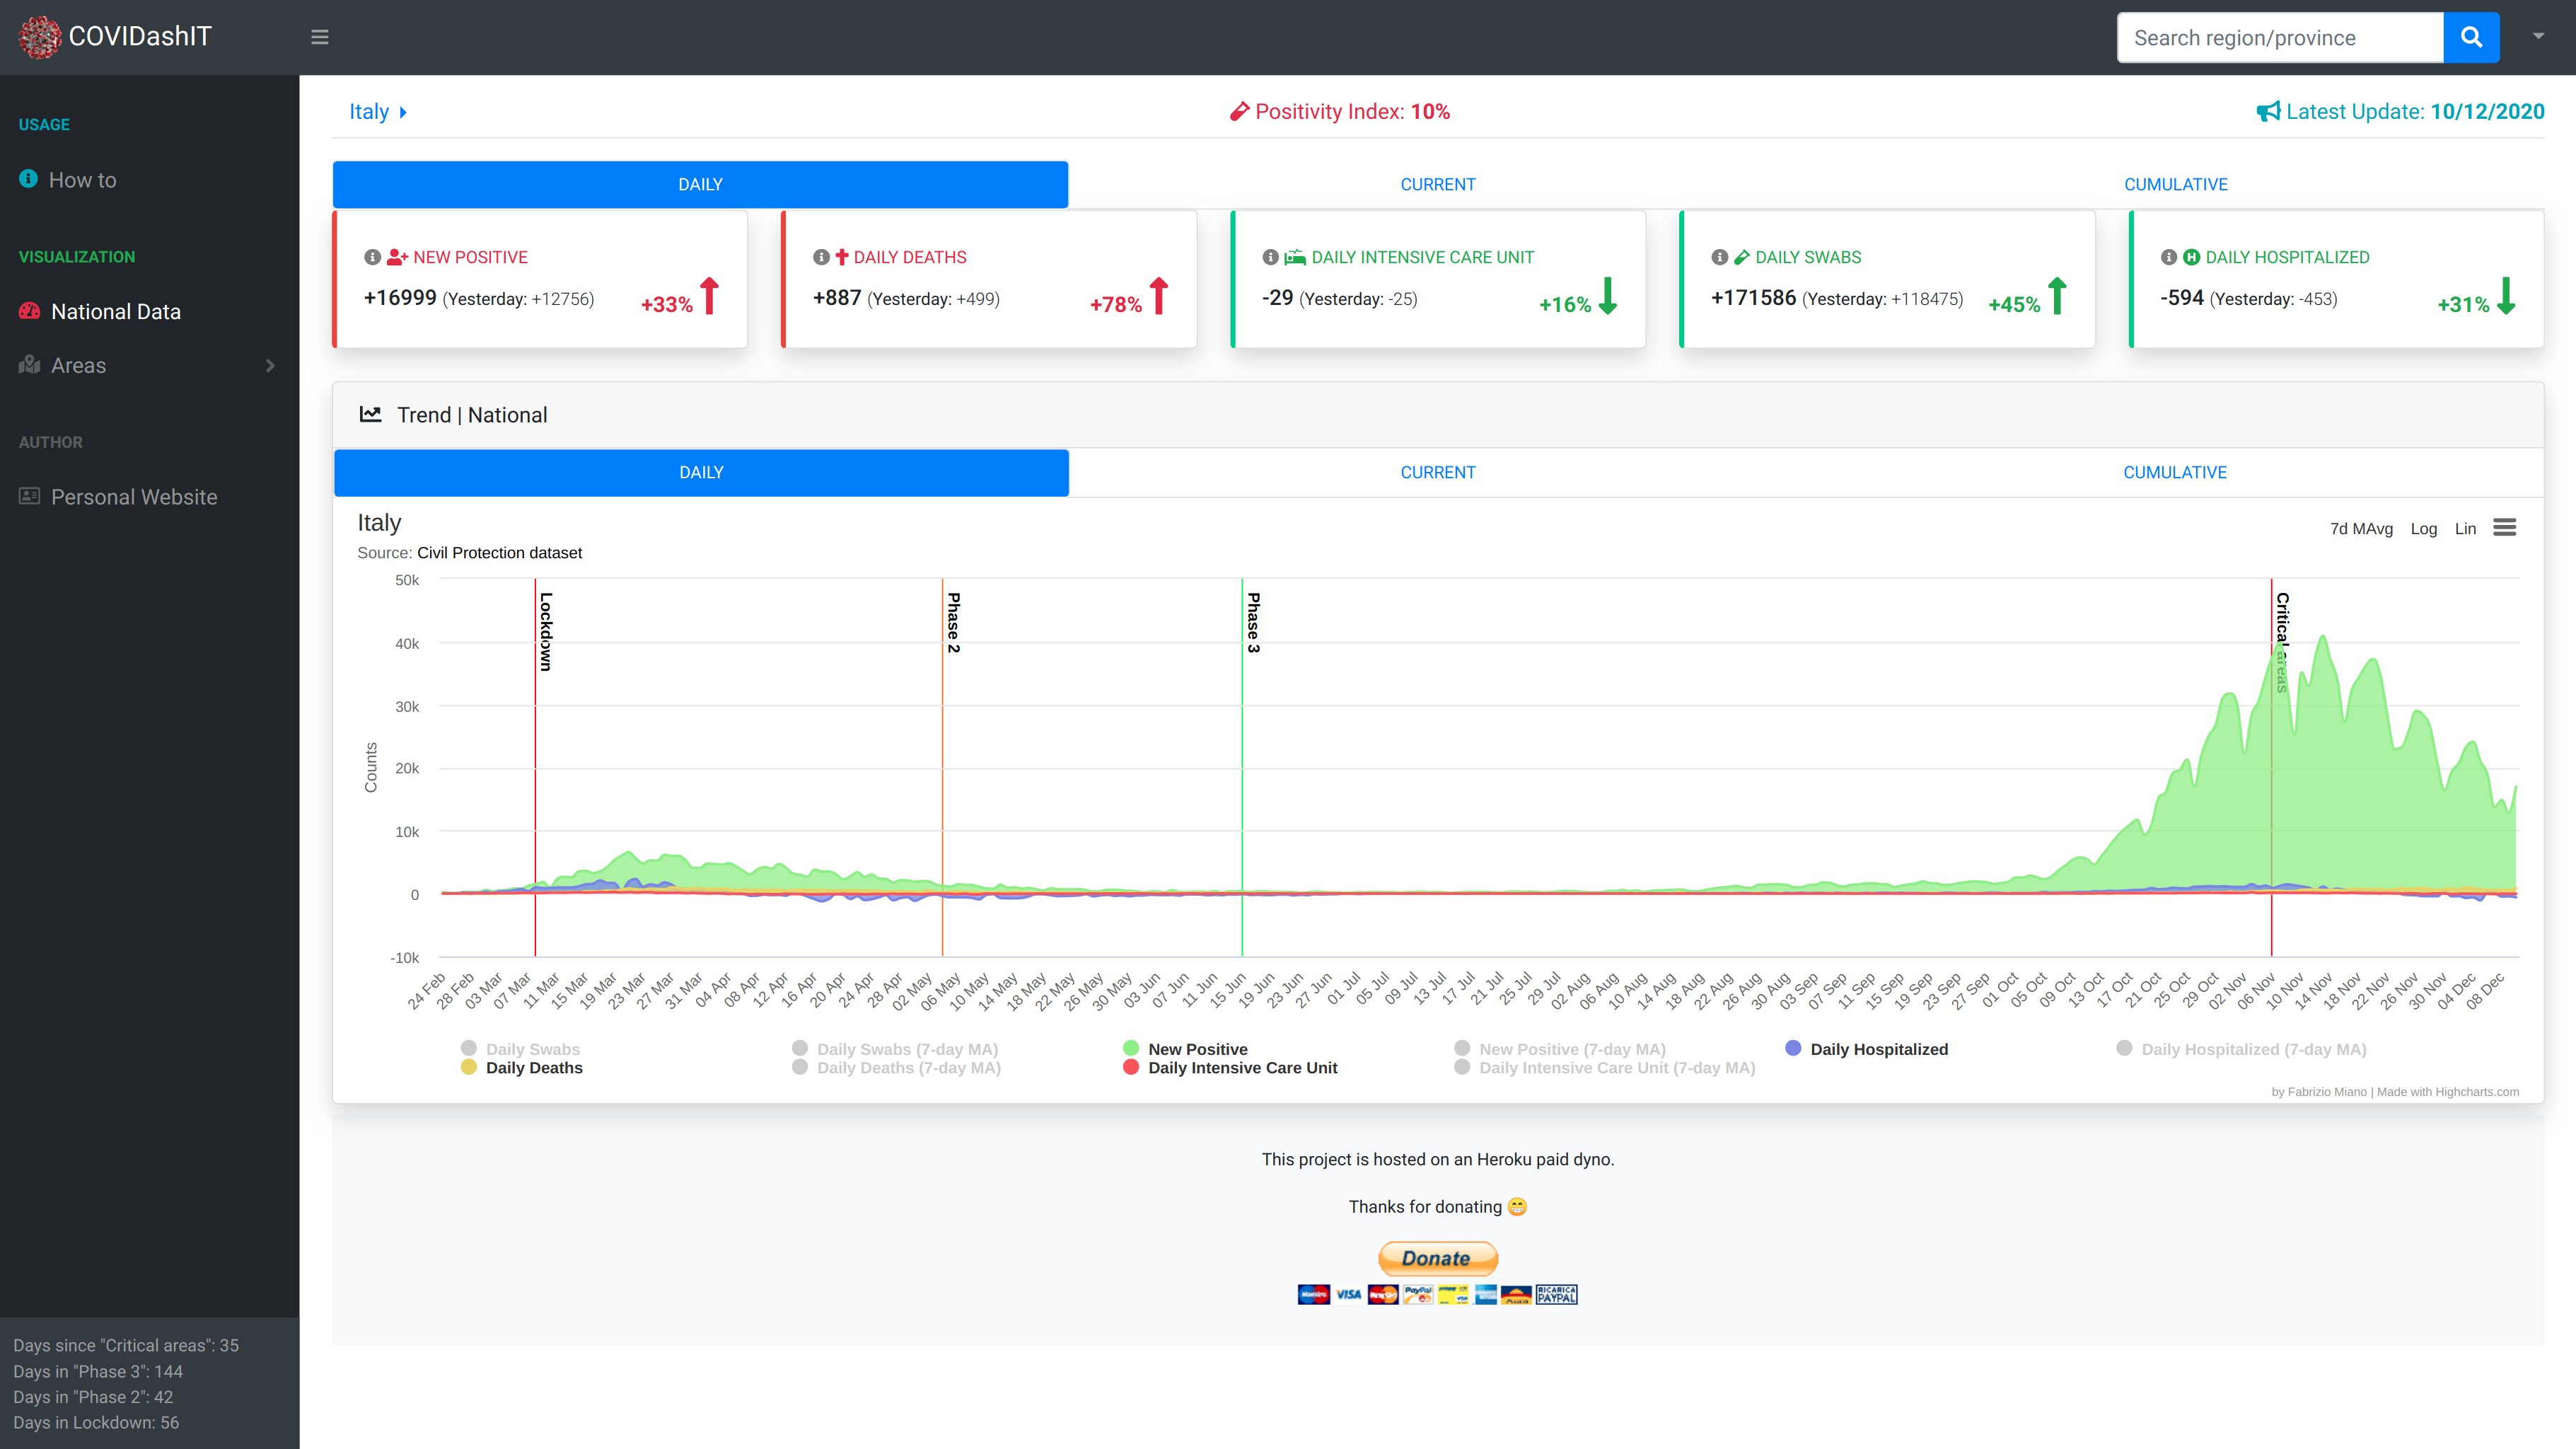 COVIDashIT
Search region/province
USAGE
How to
VISUALIZATION
National Data
Areas
AUTHOR
Personal Website
Days since "Critical areas": 35
Days in "Phase 3": 144
Days in "Phase 2": 42
Days in Lockdown: 56
Italy
Positivity Index: 10%
Latest Update: 10/12/2020
DAILY
CURRENT
CUMULATIVE
NEW POSITIVE
+16999 (Yesterday: +12756)
+33%
DAILY DEATHS
+887 (Yesterday: +499)
+78%
DAILY INTENSIVE CARE UNIT
-29 (Yesterday: -25)
+16%
DAILY SWABS
+171586 (Yesterday: +118475)
+45%
H DAILY HOSPITALIZED
-594 (Yesterday: -453)
+31%
Trend | National
DAILY
CURRENT
CUMULATIVE
Italy
Source: Civil Protection dataset
7d MAvg
Log
Lin
Counts
50k
40k
30k
20k
10k
0
-10k
Lockdown
Phase 2
Phase 3
Critical areas
24 Feb
28 Feb
03 Mar
07 Mar
11 Mar
15 Mar
19 Mar
23 Mar
27 Mar
31 Mar
04 Apr
08 Apr
12 Apr
16 Apr
20 Apr
24 Apr
28 Apr
02 May
06 May
10 May
14 May
18 May
22 May
26 May
30 May
03 Jun
07 Jun
11 Jun
15 Jun
19 Jun
23 Jun
27 Jun
01 Jul
05 Jul
09 Jul
13 Jul
17 Jul
21 Jul
25 Jul
29 Jul
02 Aug
06 Aug
10 Aug
14 Aug
18 Aug
22 Aug
26 Aug
30 Aug
03 Sep
07 Sep
11 Sep
15 Sep
19 Sep
23 Sep
27 Sep
01 Oct
05 Oct
09 Oct
13 Oct
17 Oct
21 Oct
25 Oct
29 Oct
02 Nov
06 Nov
10 Nov
14 Nov
18 Nov
22 Nov
26 Nov
30 Nov
04 Dec
08 Dec
Daily Swabs
Daily Swabs (7-day MA)
New Positive
New Positive (7-day MA)
Daily Hospitalized
Daily Hospitalized (7-day MA)
Daily Deaths
Daily Deaths (7-day MA)
Daily Intensive Care Unit
Daily Intensive Care Unit (7-day MA)
by Fabrizio Miano | Made with Highcharts.com
This project is hosted on an Heroku paid dyno.
Thanks for donating 😁
Donate
Maestro
VISA
PayPal
VISA
Aura
RICARICA
PAYPAL